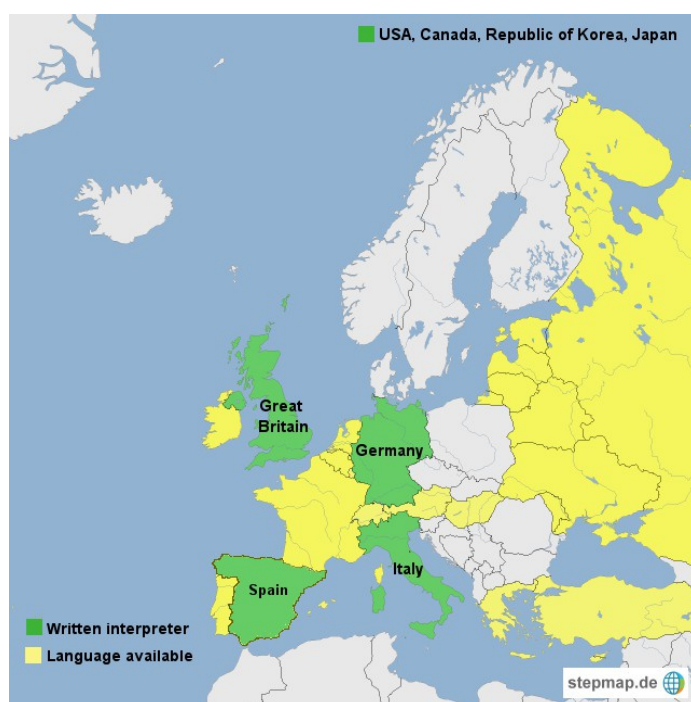 USA, Canada, Republic of Korea, Japan
Great
Britain
Germany
Italy
Spain
Written interpreter
Language available
stepmap.de